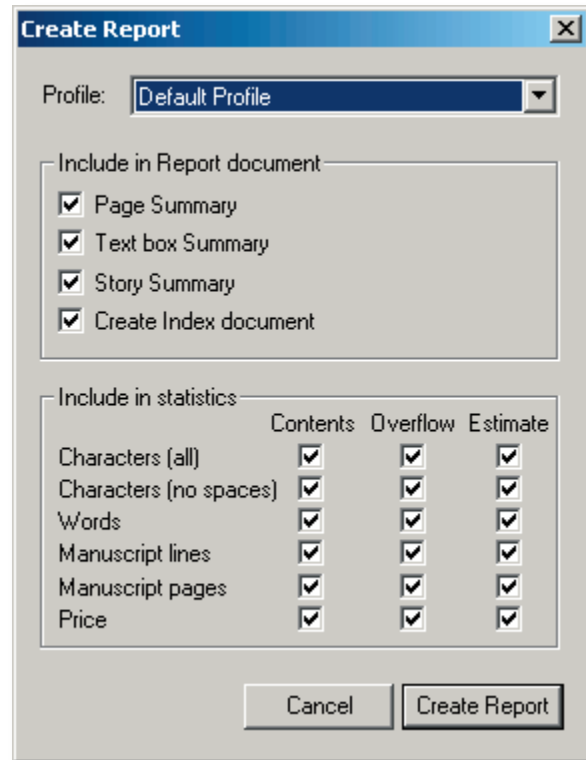 Create Report
Profile: Default Profile
Include in Report document
Page Summary
Text box Summary
Story Summary
Create Index document
Include in statistics
Contents Overflow Estimate
Characters (all)
Characters (no spaces)
Words
Manuscript lines
Manuscript pages
Price
Cancel Create Report